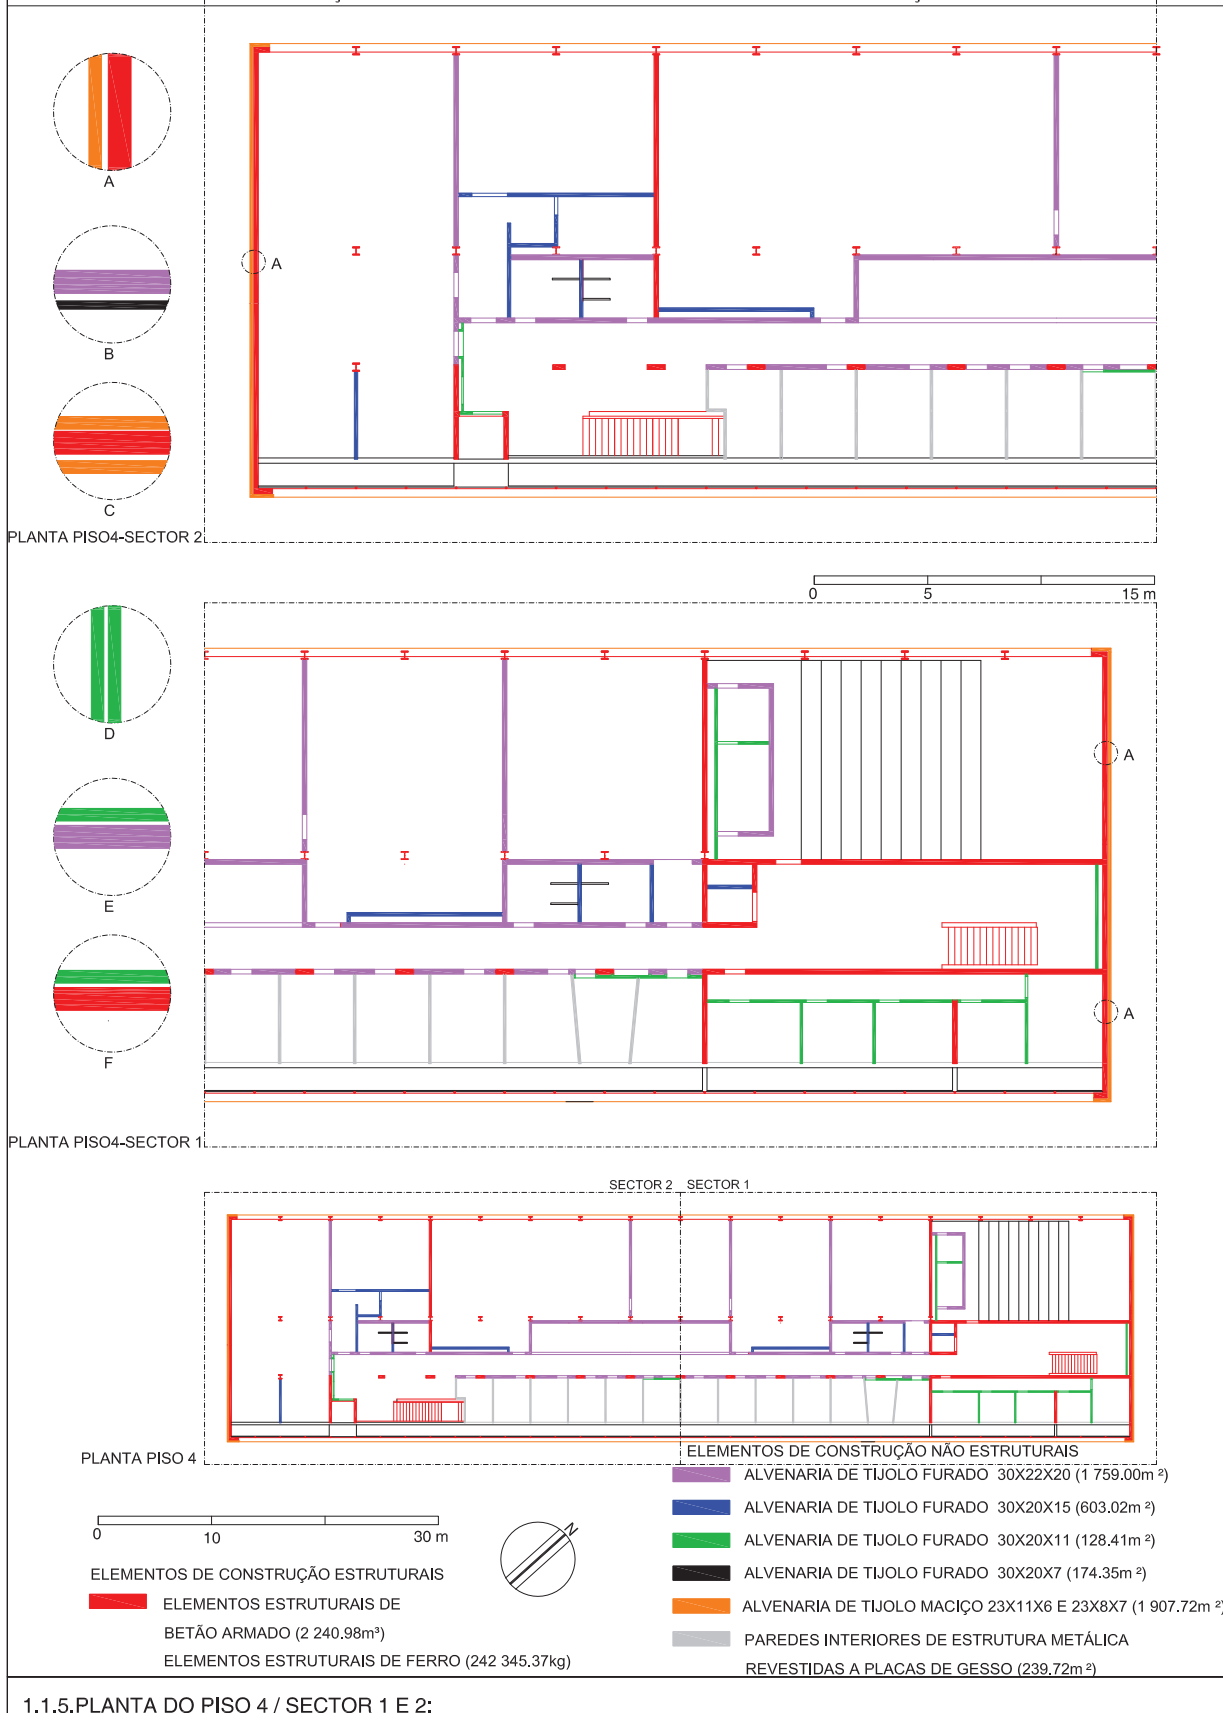 A
A
B
C
PLANTA PISO4-SECTOR 2
0 5 15 m
D
A
E
A
F
PLANTA PISO4-SECTOR 1
SECTOR 2 SECTOR 1
PLANTA PISO 4
0 10 30 m
N
ELEMENTOS DE CONSTRUÇÃO ESTRUTURAIS
ELEMENTOS ESTRUTURAIS DE
BETÃO ARMADO (2 240.98m³)
ELEMENTOS ESTRUTURAIS DE FERRO (242 345.37kg)
ELEMENTOS DE CONSTRUÇÃO NÃO ESTRUTURAIS
ALVENARIA DE TIJOLO FURADO 30X22X20 (1 759.00m ²)
ALVENARIA DE TIJOLO FURADO 30X20X15 (603.02m ²)
ALVENARIA DE TIJOLO FURADO 30X20X11 (128.41m ²)
ALVENARIA DE TIJOLO FURADO 30X20X7 (174.35m ²)
ALVENARIA DE TIJOLO MACIÇO 23X11X6 E 23X8X7 (1 907.72m ²)
PAREDES INTERIORES DE ESTRUTURA METÁLICA
REVESTIDAS A PLACAS DE GESSO (239.72m ²)
1.1.5.PLANTA DO PISO 4 / SECTOR 1 E 2: